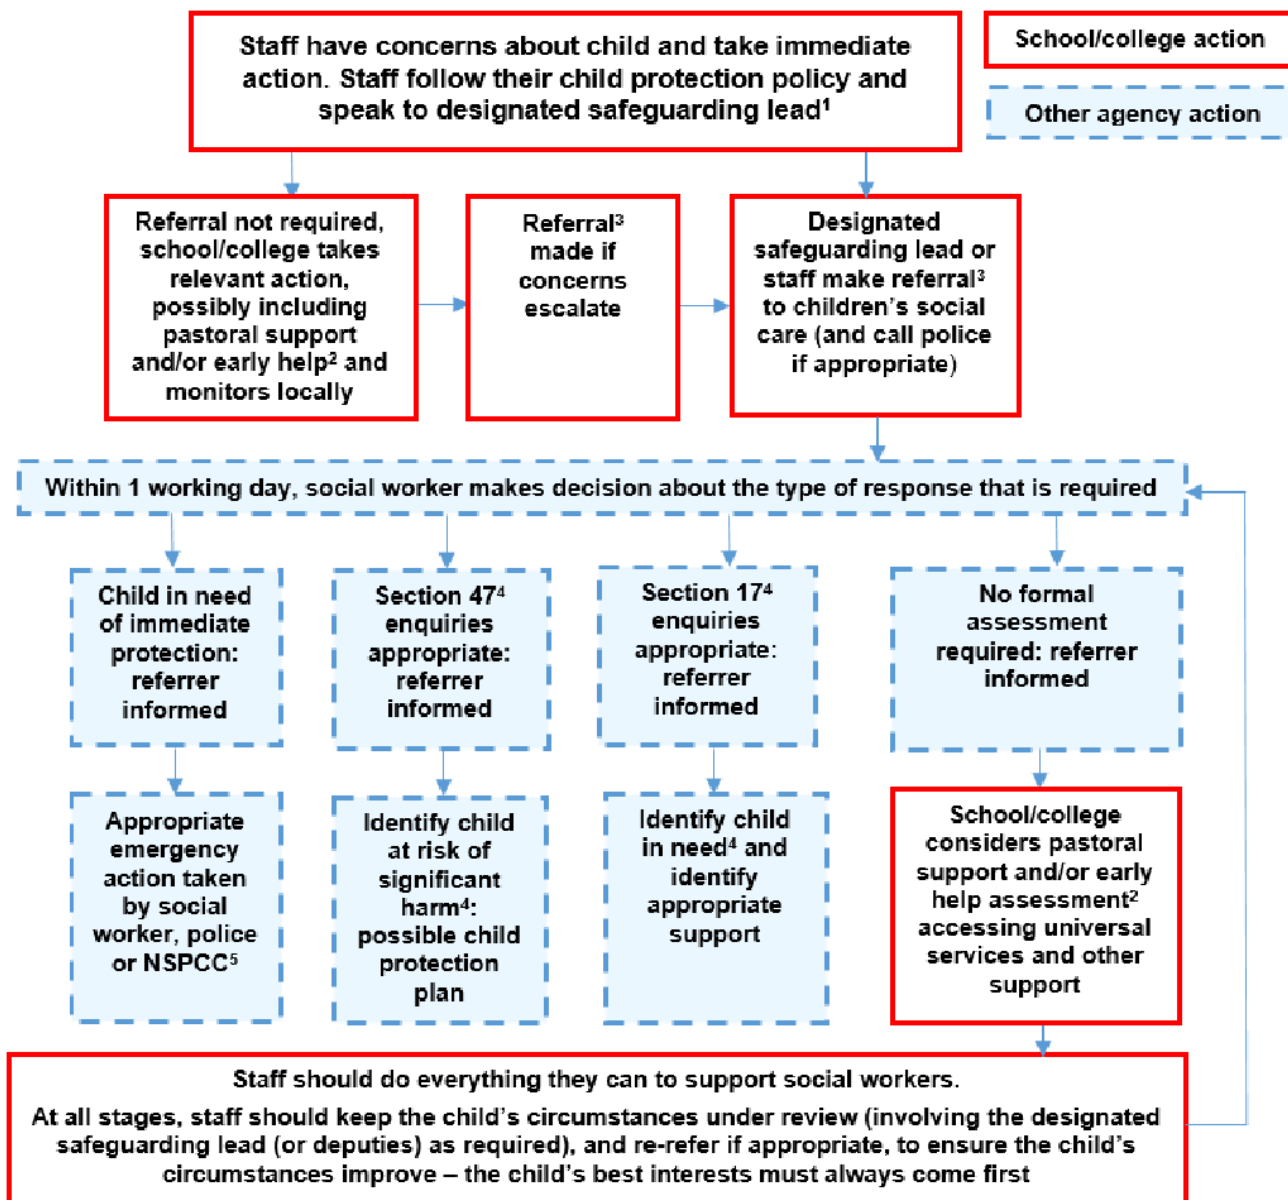 Staff have concerns about child and take immediate
action. Staff follow their child protection policy and
speak to designated safeguarding lead¹
School/college action
Other agency action
Referral not required,
school/college takes
relevant action,
possibly including
pastoral support
and/or early help² and
monitors locally
Referral³
made if
concerns
escalate
Designated
safeguarding lead or
staff make referral³
to children's social
care (and call police
if appropriate)
Within 1 working day, social worker makes decision about the type of response that is required
Child in need
of immediate
protection:
referrer
informed
Section 47⁴
enquiries
appropriate:
referrer
informed
Section 17⁴
enquiries
appropriate:
referrer
informed
No formal
assessment
required: referrer
informed
Appropriate
emergency
action taken
by social
worker, police
or NSPCC⁵
Identify child
at risk of
significant
harm⁴:
possible child
protection
plan
Identify child
in need⁴ and
identify
appropriate
support
School/college
considers pastoral
support and/or early
help assessment²
accessing universal
services and other
support
Staff should do everything they can to support social workers.
At all stages, staff should keep the child's circumstances under review (involving the designated
safeguarding lead (or deputies) as required), and re-refer if appropriate, to ensure the child's
circumstances improve – the child's best interests must always come first